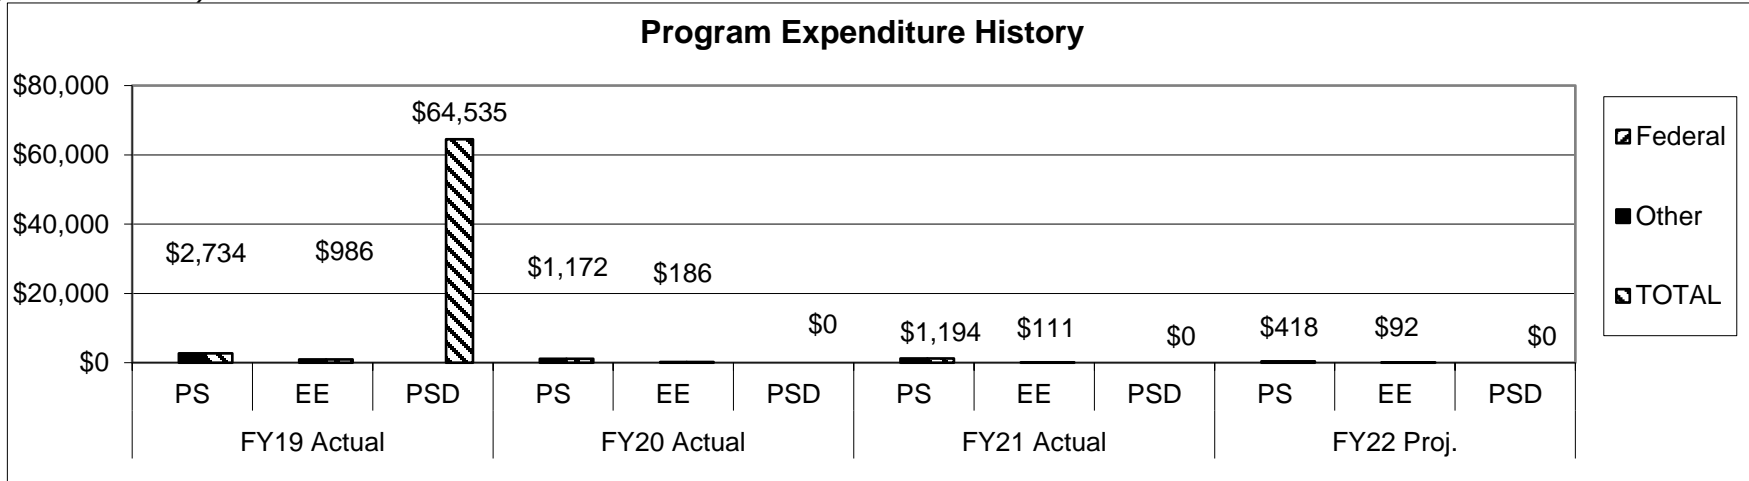 Program Expenditure History
$80,000
$60,000
$40,000
$20,000
$0
$2,734
$986
$64,535
$1,172
$186
$0
$1,194
$111
$0
$418
$92
$0
PS EE PSD PS EE PSD PS EE PSD PS EE PSD
FY19 Actual FY20 Actual FY21 Actual FY22 Proj.
Federal
Other
TOTAL